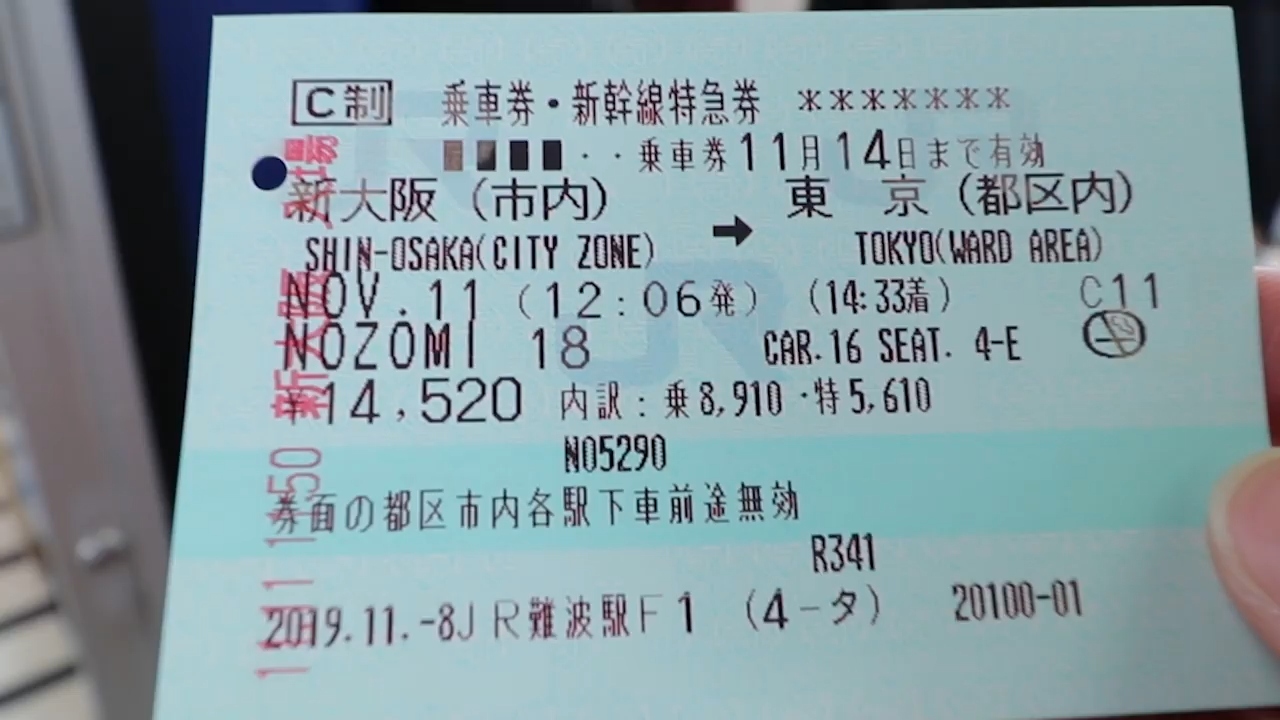 C制 乗車券・新幹線特急券 *******
■■■■・・乗車券11月14日まで有効
新大阪(市内) → 東 京(都区内)
SHIN-OSAKA(CITY ZONE) TOKYO(WARD AREA)
NOV.11 (12:06発) (14:33着) C11
NOZOMI 18 CAR.16 SEAT. 4-E
¥14,520 内訳:乗8,910・特5,610
N05290
券面の都区市内各駅下車前途無効
R341
2019.11.-8JR難波駅F1 (4-タ) 20100-01
新大阪 入場